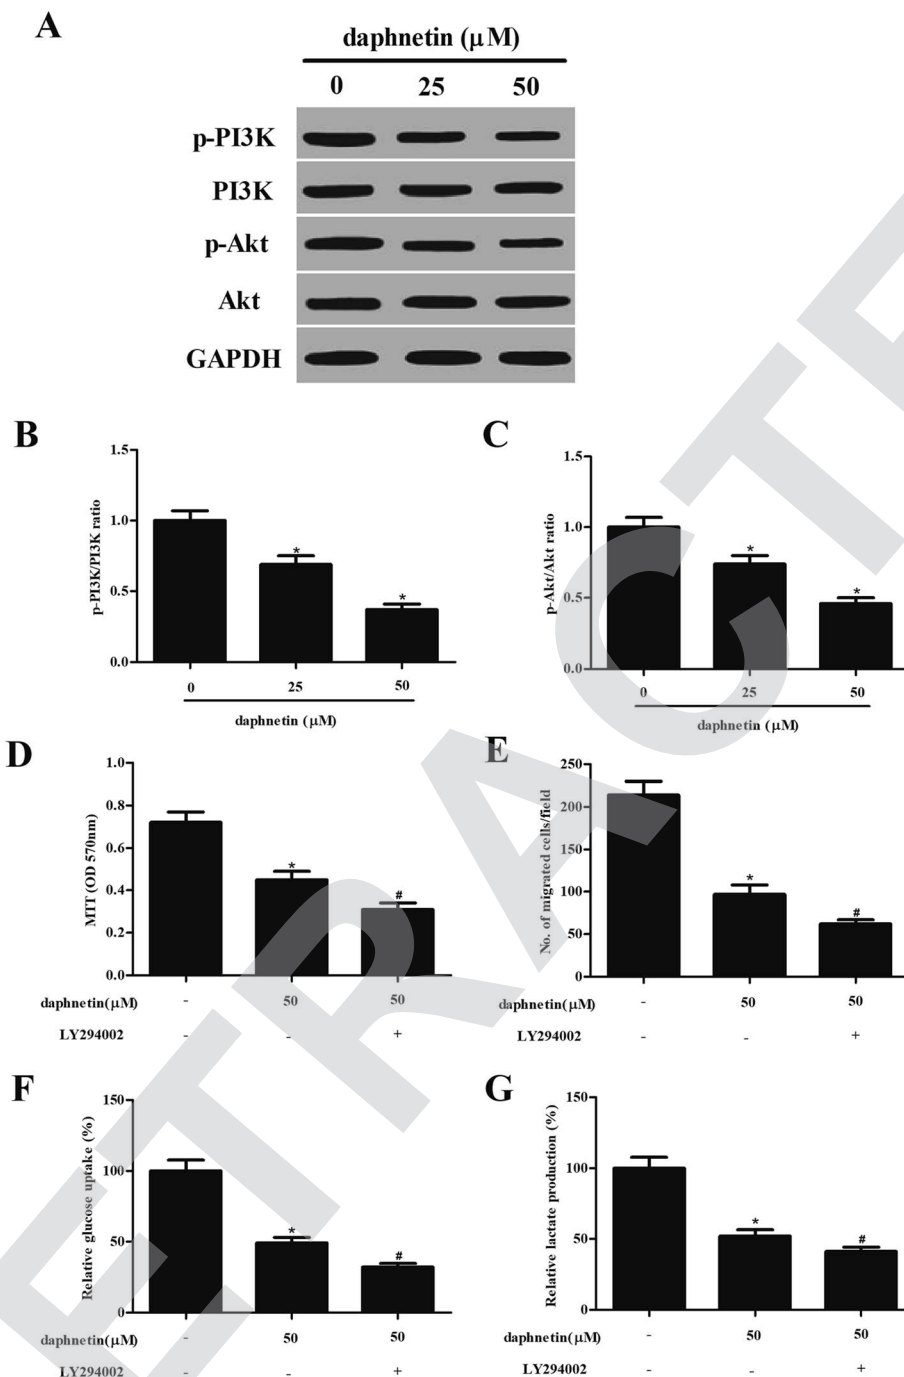 A
daphnetin (μM)
0 25 50
p-PI3K
PI3K
p-Akt
Akt
GAPDH
B
p-PI3K/PI3K ratio
1.5
1.0
0.5
0.0
* *
0 25 50
daphnetin (μM)
C
p-Akt/Akt ratio
1.5
1.0
0.5
0.0
* *
0 25 50
daphnetin (μM)
D
MTT (OD 570nm)
1.0
0.8
0.6
0.4
0.2
0.0
* #
daphnetin(μM) - 50 50
LY294002 - - +
E
No. of migrated cells/field
250
200
150
100
50
0
* #
daphnetin(μM) - 50 50
LY294002 - - +
F
Relative glucose uptake (%)
150
100
50
0
* #
daphnetin(μM) - 50 50
LY294002 - - +
G
Relative lactate production (%)
150
100
50
0
* #
daphnetin(μM) - 50 50
LY294002 - - +
ETRACTE